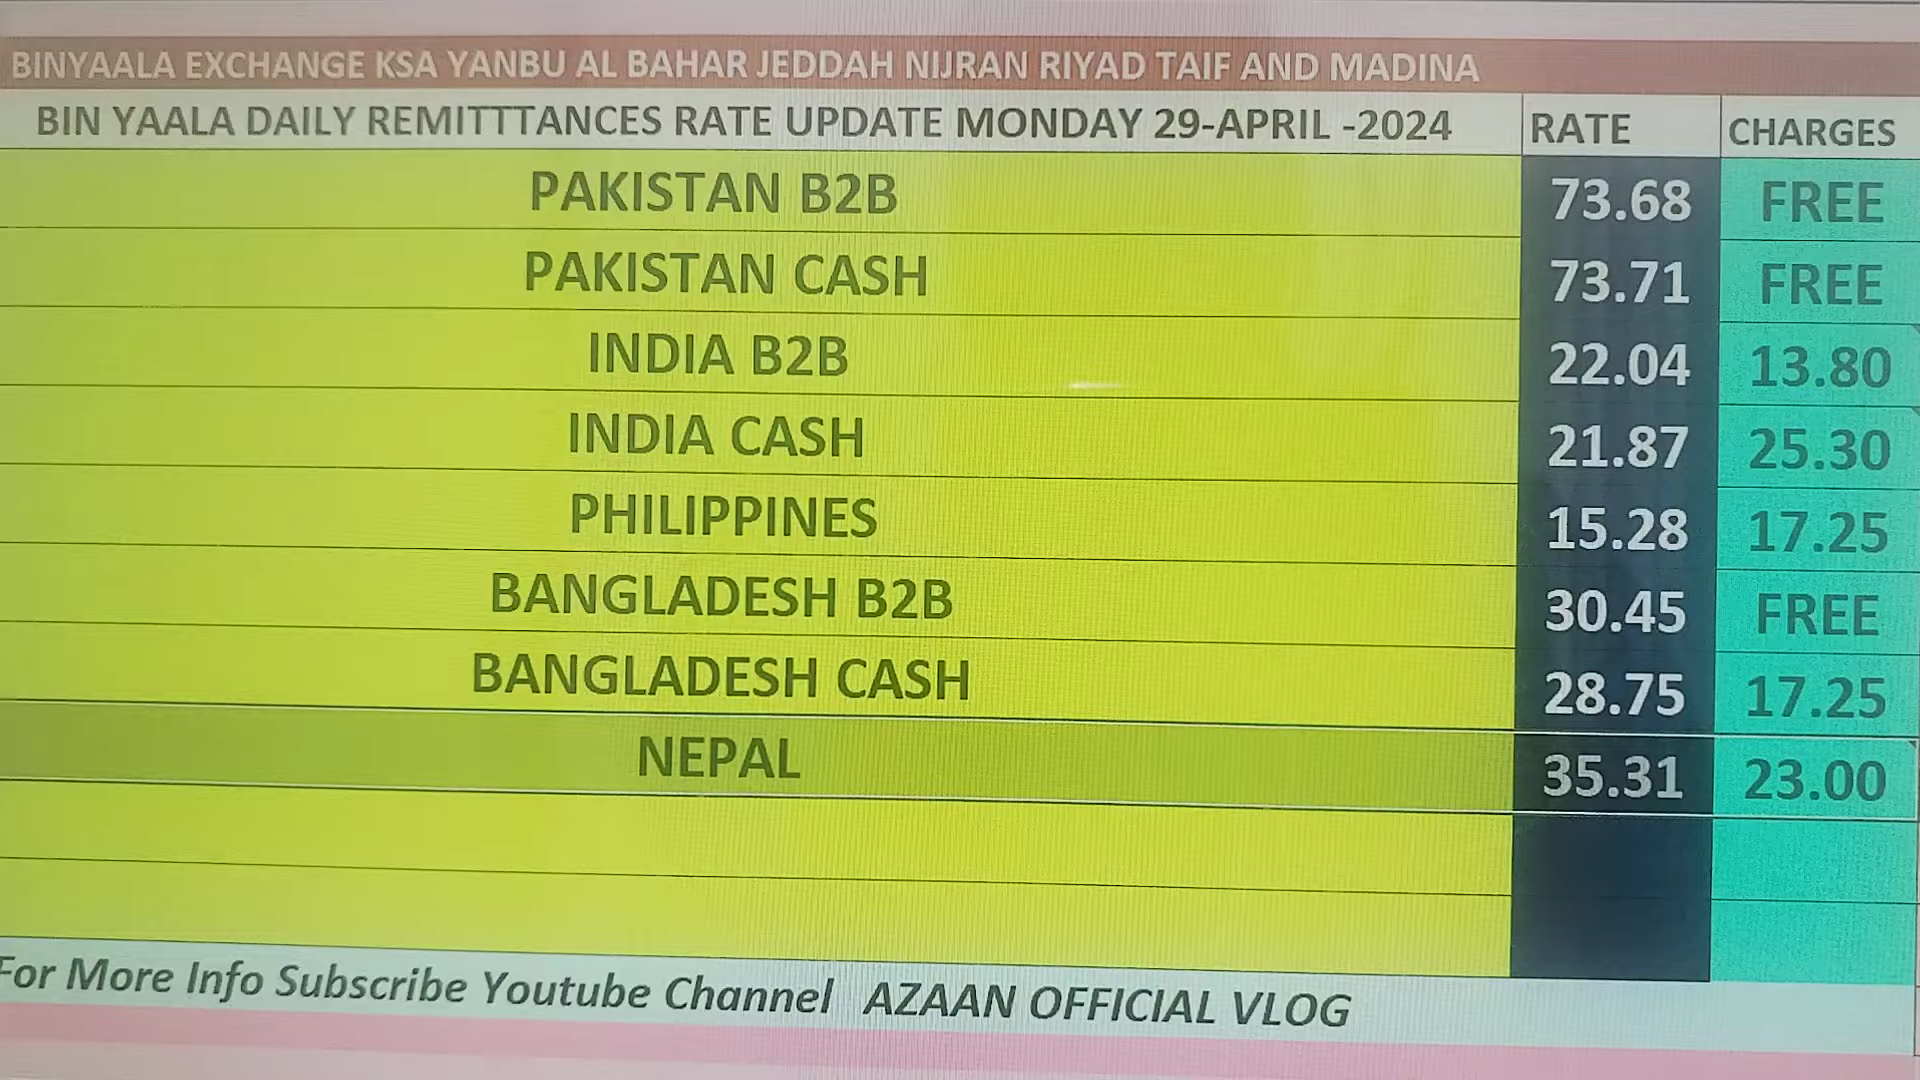 BINYAALA EXCHANGE KSA YANBU AL BAHAR JEDDAH NIJRAN RIYAD TAIF AND MADINA
BIN YAALA DAILY REMITTTANCES RATE UPDATE MONDAY 29-APRIL -2024 RATE CHARGES
PAKISTAN B2B 73.68 FREE
PAKISTAN CASH 73.71 FREE
INDIA B2B 22.04 13.80
INDIA CASH 21.87 25.30
PHILIPPINES 15.28 17.25
BANGLADESH B2B 30.45 FREE
BANGLADESH CASH 28.75 17.25
NEPAL 35.31 23.00
For More Info Subscribe Youtube Channel AZAAN OFFICIAL VLOG